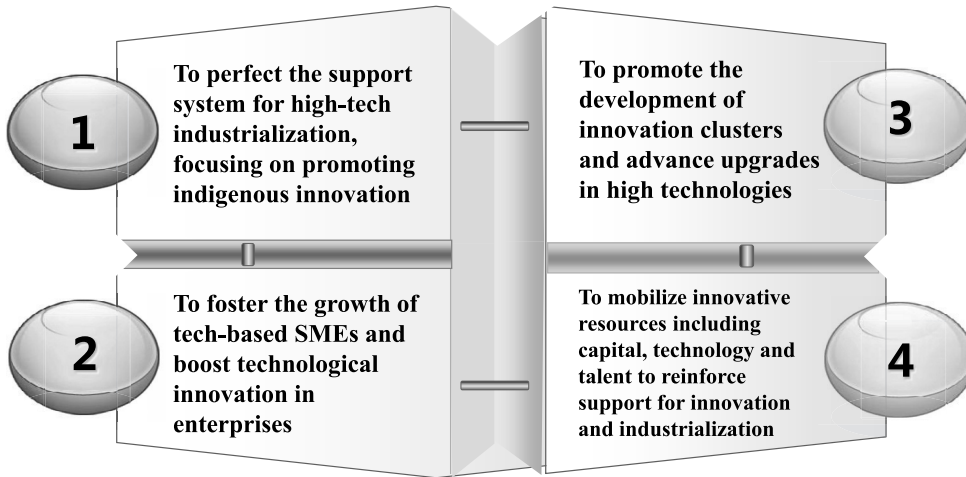 1
To perfect the support
system for high-tech
industrialization,
focusing on promoting
indigenous innovation
2
To foster the growth of
tech-based SMEs and
boost technological
innovation in
enterprises
3
To promote the
development of
innovation clusters
and advance upgrades
in high technologies
4
To mobilize innovative
resources including
capital, technology and
talent to reinforce
support for innovation
and industrialization